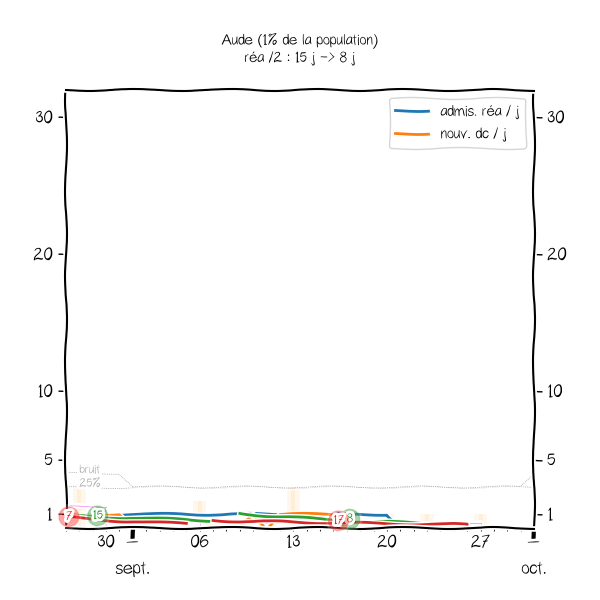 Aude (1% de la population)
réa /2 : 15 j -> 8 j
admis. réa / j
nouv. dc / j
30
30
20
20
10
10
5
5
bruit
25%
1
1
7
15
17
8
30
06
13
20
27
sept.
oct.